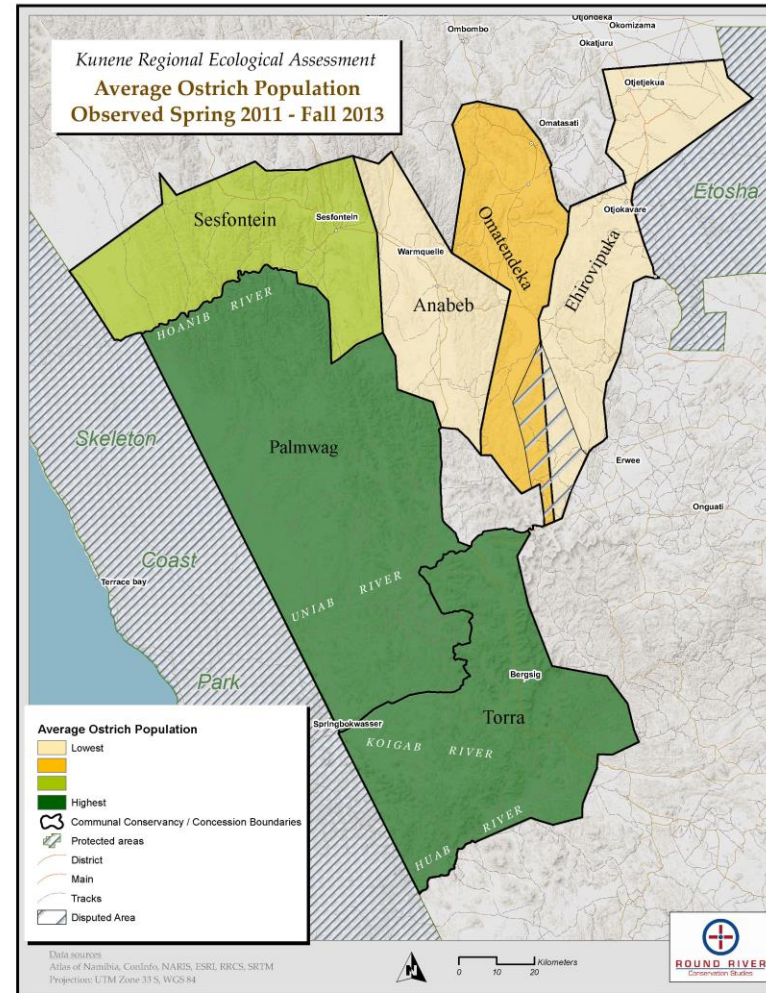 Kunene Regional Ecological Assessment
Average Ostrich Population
Observed Spring 2011 - Fall 2013
Ombombo
Otjondeka
Okomizama
Okatjuru
Otjetjekua
Omatasati
Etosha
Otjokavare
Sesfontein
Sesfontein
Warmquelle
Omatendeka
Ehirovipuka
Anabeb
HOANIB RIVER
Skeleton
Palmwag
Erwee
Onguati
Coast
Terrace bay
UNIAB RIVER
Park
Bergsig
Torra
Springbokwasser
KOIGAB RIVER
HUAB RIVER
Average Ostrich Population
Lowest
Highest
Communal Conservancy / Concession Boundaries
Protected areas
District
Main
Tracks
Disputed Area
Data sources
Atlas of Namibia, ConInfo, NARIS, ESRI, RRCS, SRTM
Projection: UTM Zone 33 S, WGS 84
N
Kilometers
0 10 20
ROUND RIVER
Conservation Studies